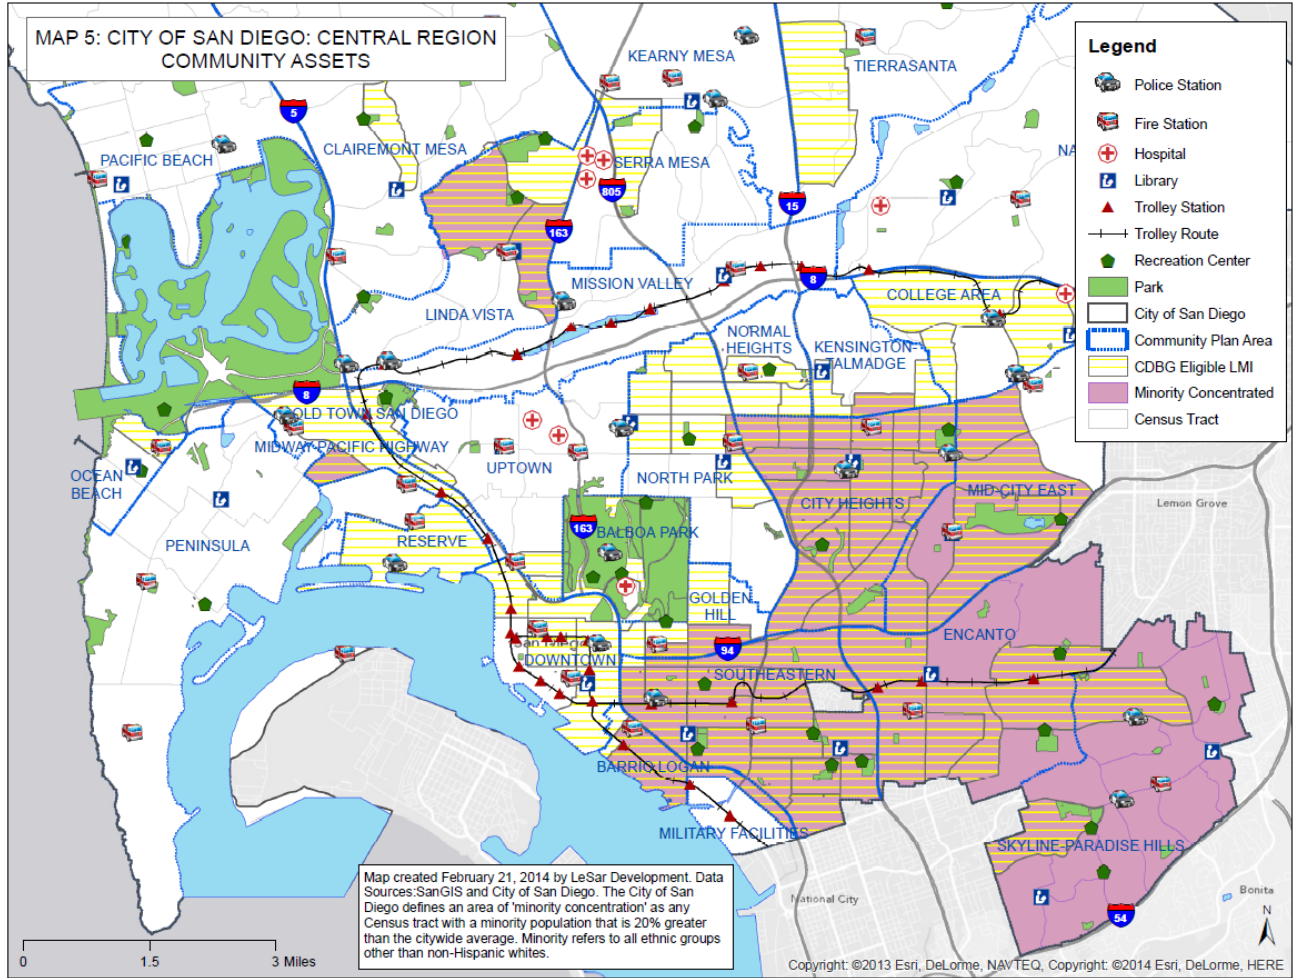 MAP 5: CITY OF SAN DIEGO: CENTRAL REGION
COMMUNITY ASSETS
KEARNY MESA
TIERRASANTA
5
CLAIREMONT MESA
PACIFIC BEACH
SERRA MESA
NA
805
15
163
MISSION VALLEY
8
COLLEGE AREA
LINDA VISTA
NORMAL
HEIGHTS
KENSINGTON-
TALMADGE
8
OLD TOWN SAN DIEGO
MIDWAY-PACIFIC HIGHWAY
OCEAN
BEACH
UPTOWN
NORTH PARK
CITY HEIGHTS
MID-CITY EAST
Lemon Grove
PENINSULA
RESERVE
163
BALBOA PARK
GOLDEN
HILL
ENCANTO
94
San Diego
DOWNTOWN
SOUTHEASTERN
BARRIO LOGAN
MILITARY FACILITIES
SKYLINE-PARADISE HILLS
National City
Bonita
54
N
Legend
Police Station
Fire Station
Hospital
Library
Trolley Station
Trolley Route
Recreation Center
Park
City of San Diego
Community Plan Area
CDBG Eligible LMI
Minority Concentrated
Census Tract
Map created February 21, 2014 by LeSar Development. Data
Sources:SanGIS and City of San Diego. The City of San
Diego defines an area of 'minority concentration' as any
Census tract with a minority population that is 20% greater
than the citywide average. Minority refers to all ethnic groups
other than non-Hispanic whites.
0 1.5 3 Miles
Copyright: ©2013 Esri, DeLorme, NAVTEQ, Copyright: ©2014 Esri, DeLorme, HERE